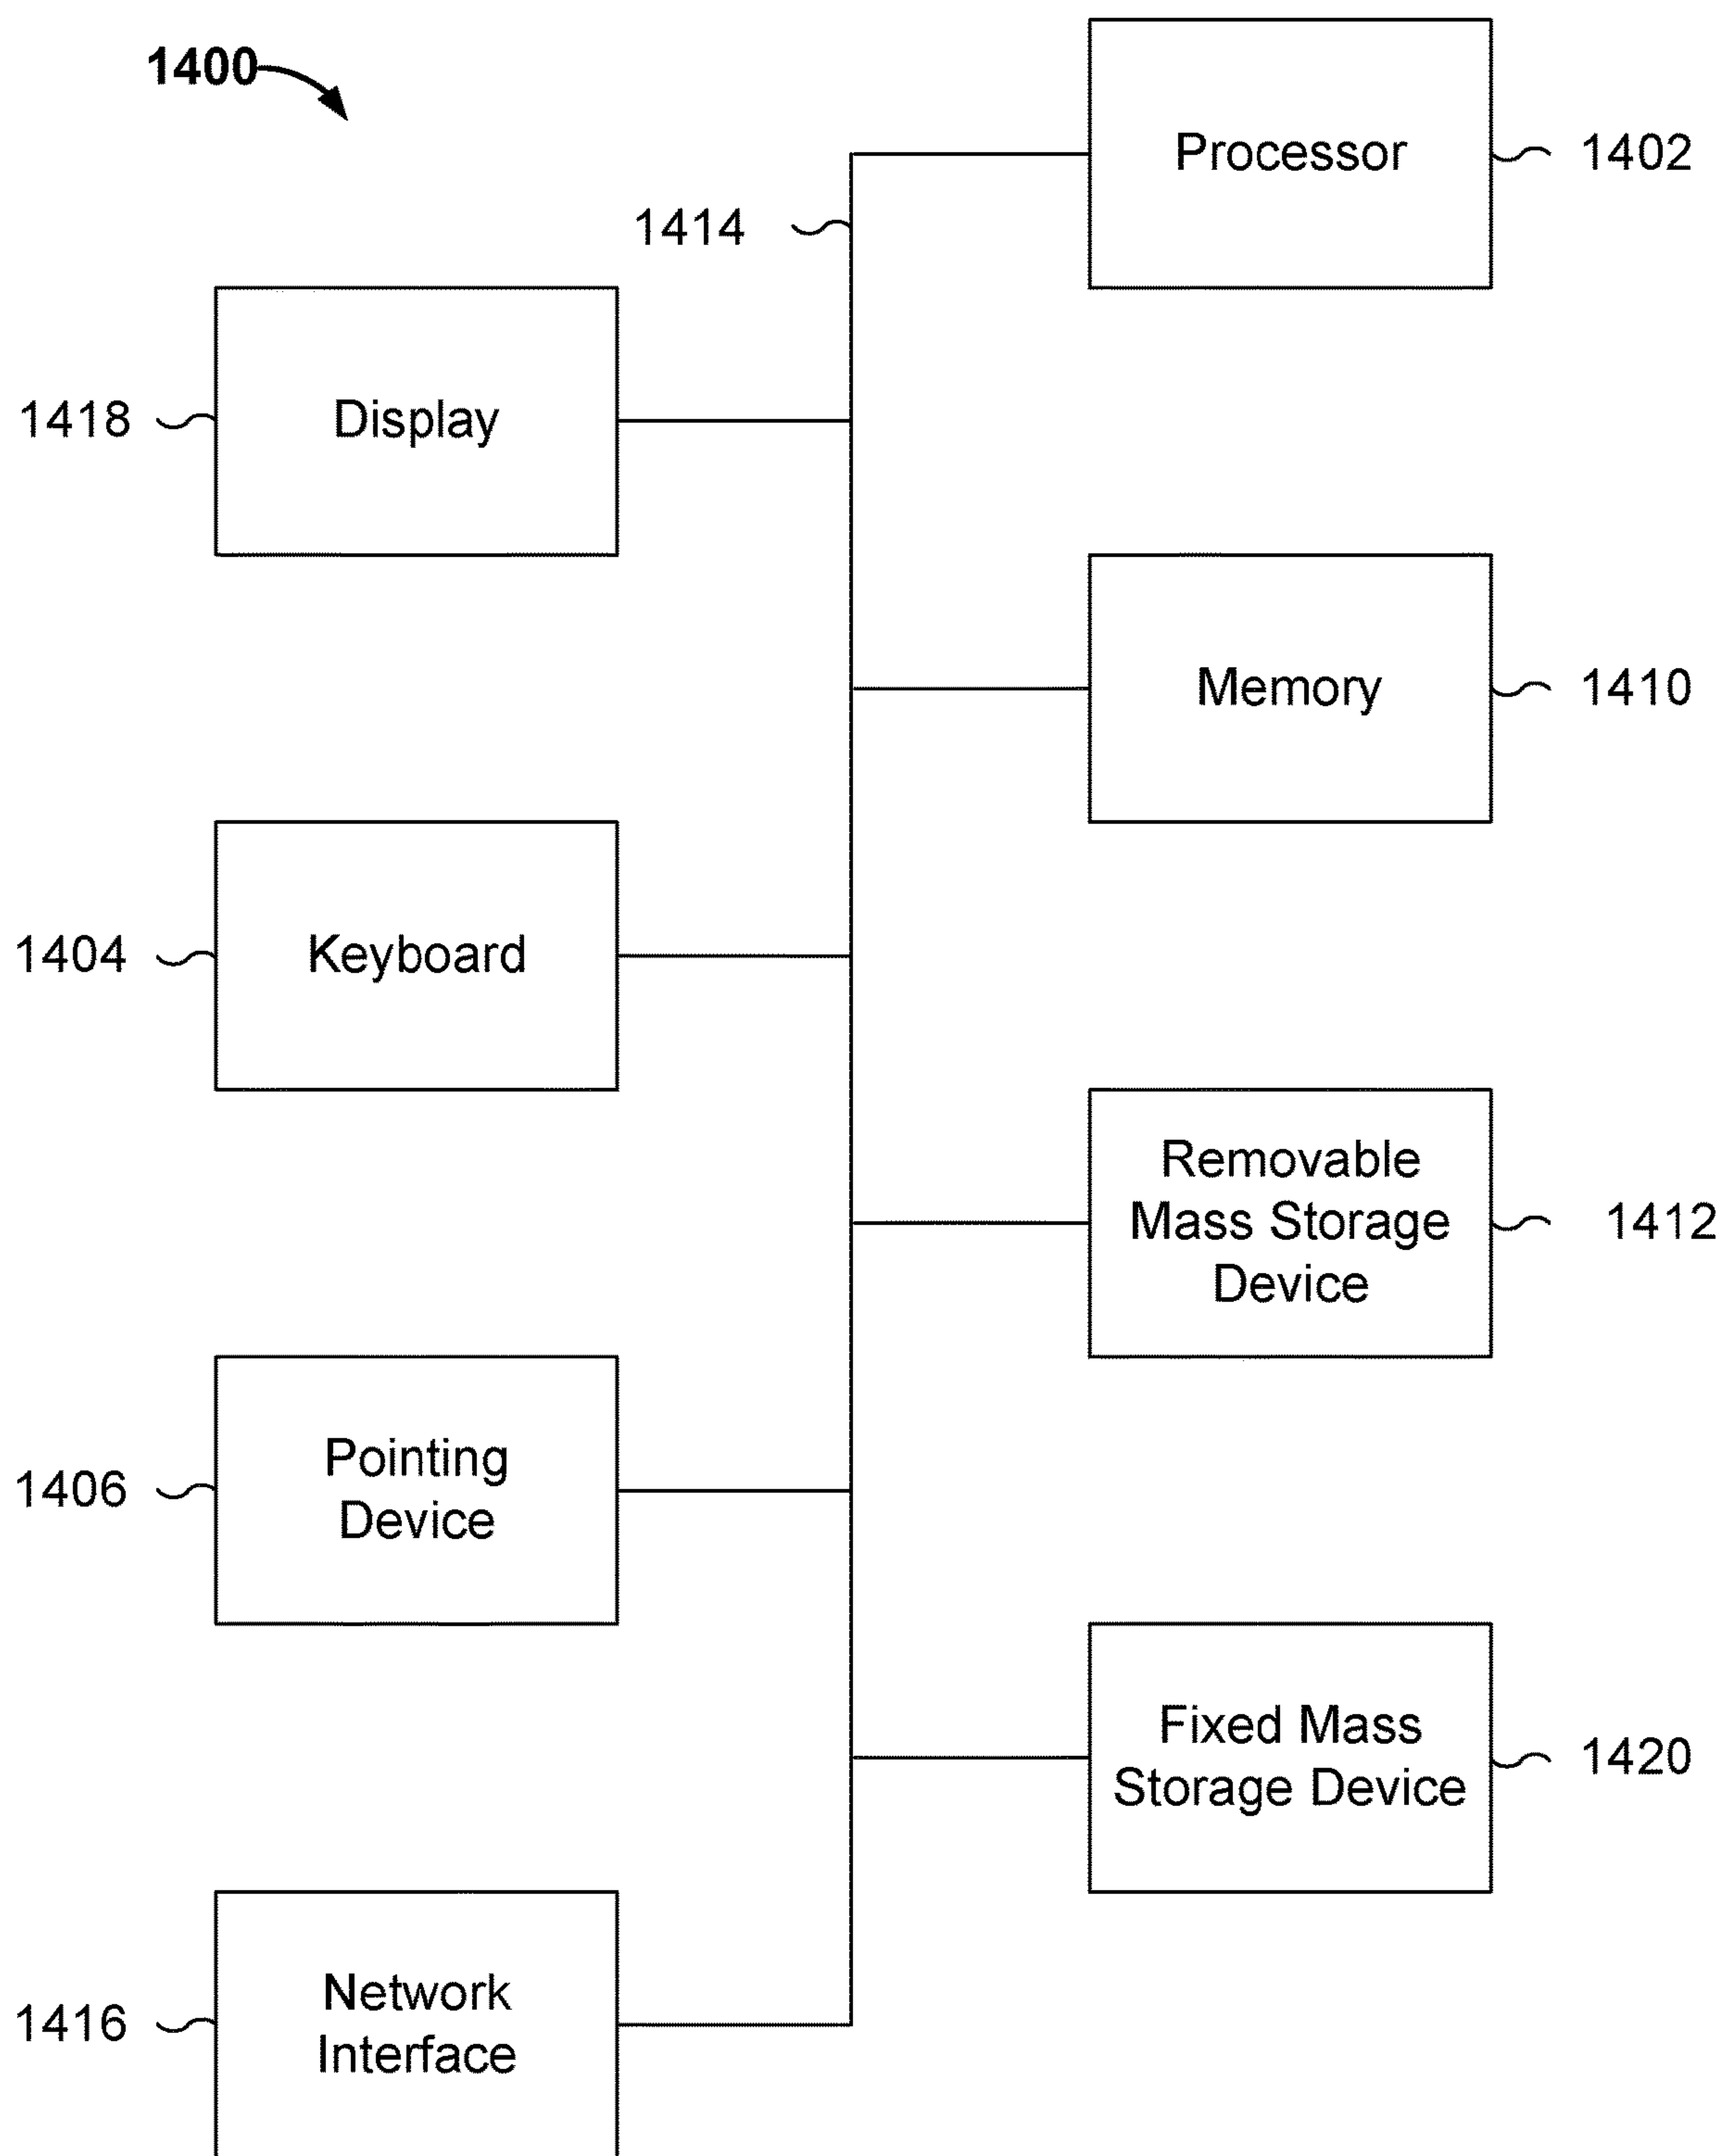 1400
Processor
1402
1414
Display
1418
Memory
1410
Keyboard
1404
Removable
Mass Storage
Device
1412
Pointing
Device
1406
Fixed Mass
Storage Device
1420
Network
Interface
1416